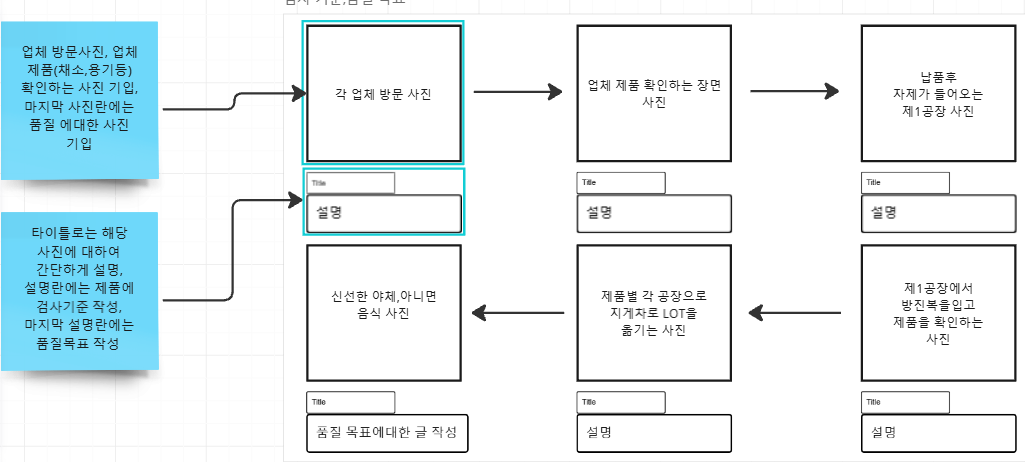 검사 기준,품질 목표
업체 방문사진, 업체
제품(채소,용기등)
확인하는 사진 기입,
마지막 사진란에는
품질 에대한 사진
기입
각 업체 방문 사진
업체 제품 확인하는 장면
사진
납품후
자제가 들어오는
제1공장 사진
Title
설명
Title
설명
Title
설명
타이틀로는 해당
사진에 대하여
간단하게 설명,
설명란에는 제품에
검사기준 작성,
마지막 설명란에는
품질목표 작성
신선한 야체,아니면
음식 사진
제품별 각 공장으로
지게차로 LOT을
옮기는 사진
제1공장에서
방진복을입고
제품을 확인하는
사진
Title
품질 목표에대한 글 작성
Title
설명
Title
설명